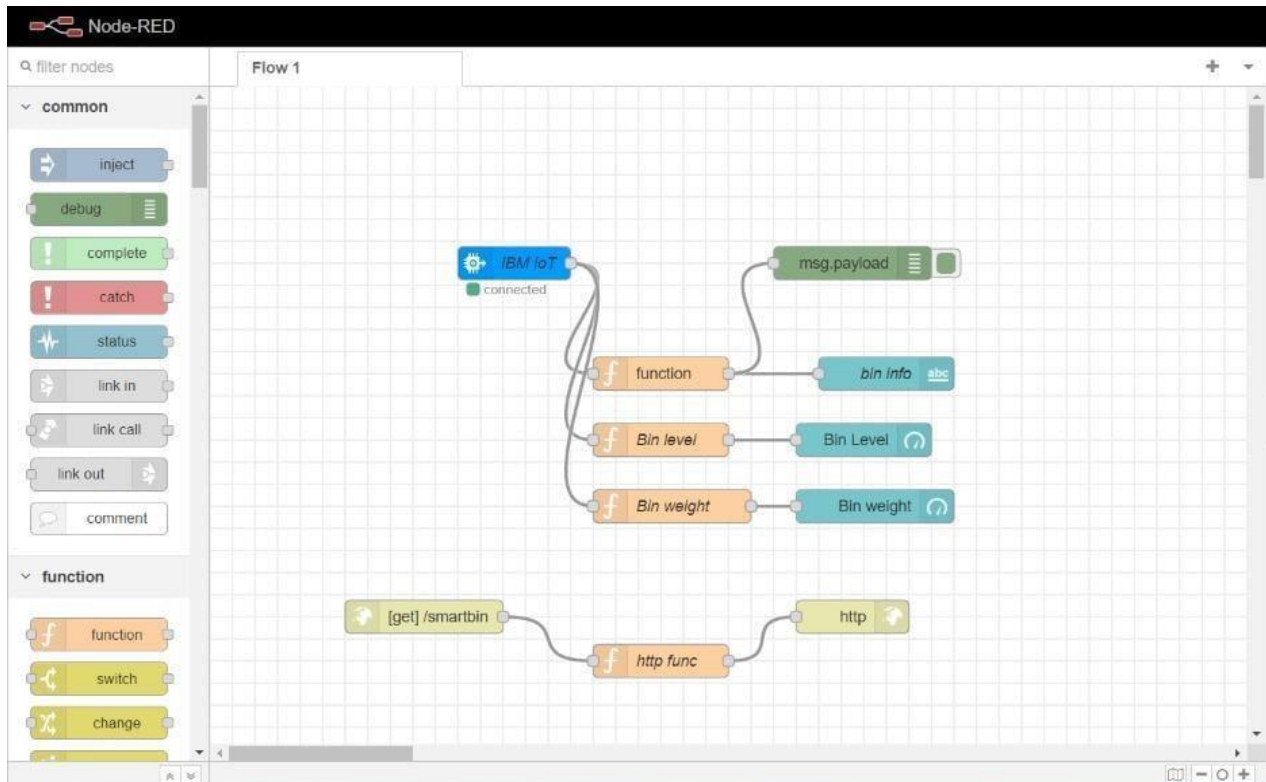 Node-RED
filter nodes
Flow 1
common
inject
debug
complete
catch
status
link in
link call
link out
comment
function
function
switch
change
IBM IoT
connected
msg.payload
function
bin info
abc
Bin level
Bin Level
Bin weight
Bin weight
[get] /smartbin
http
http func